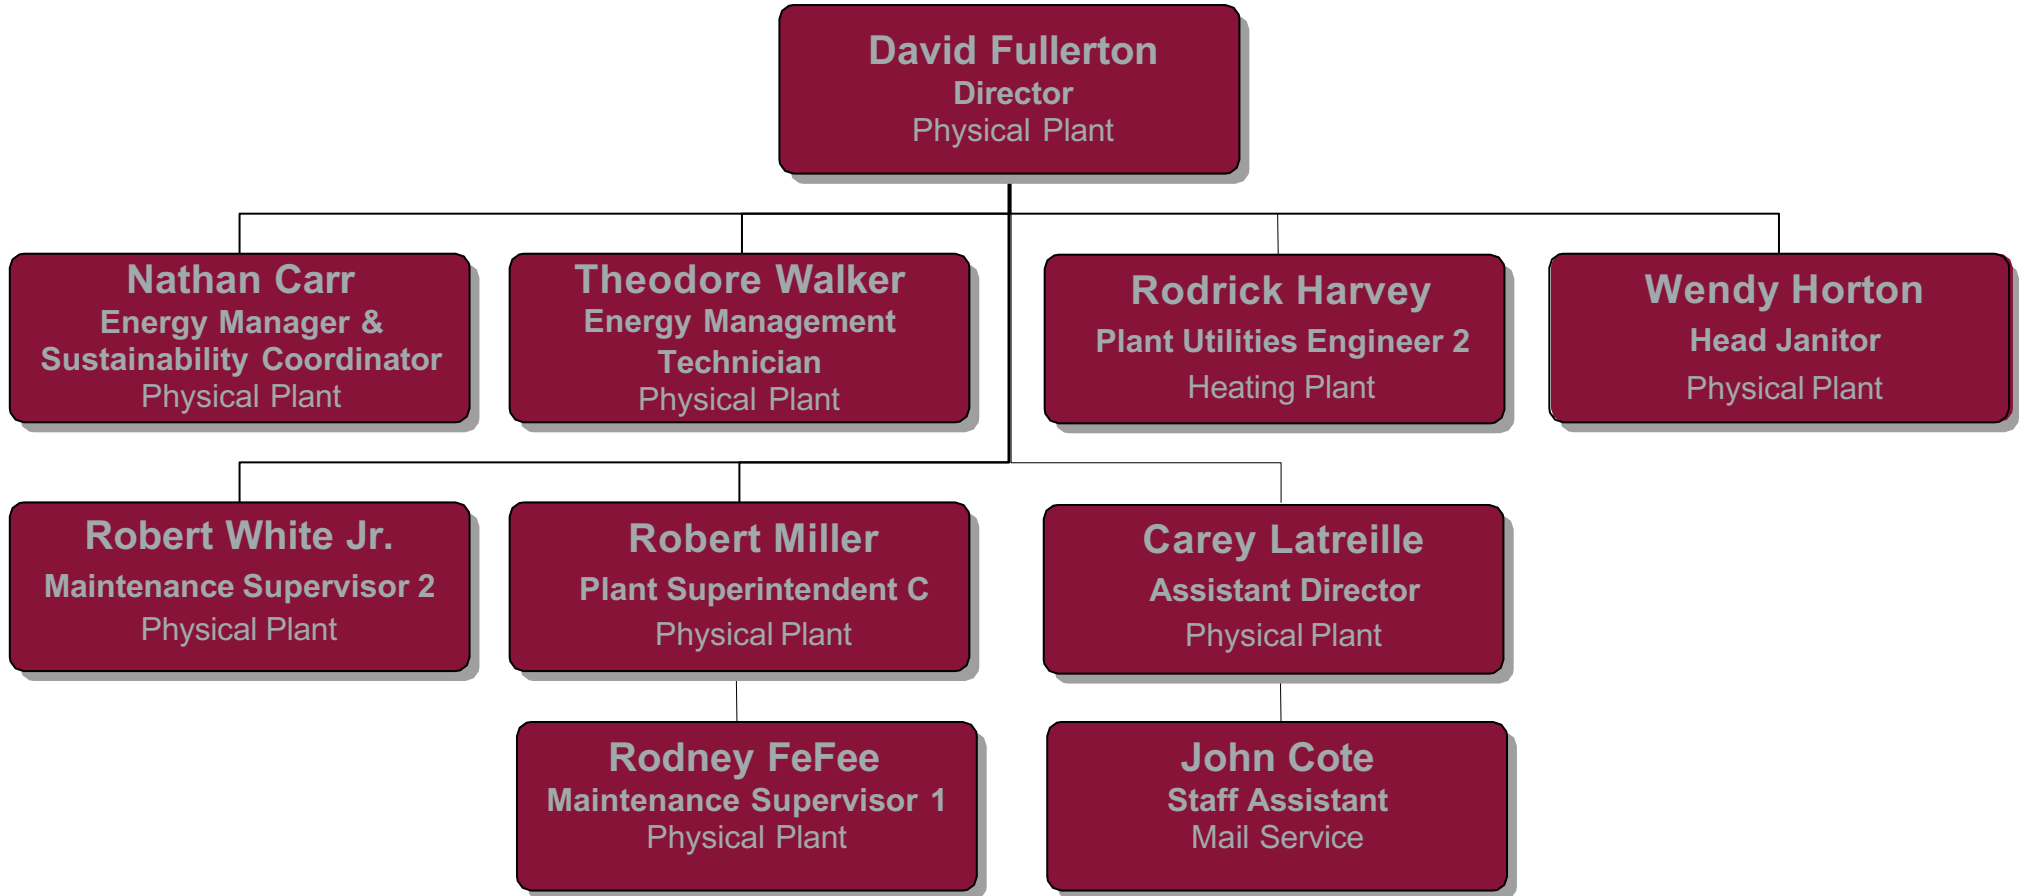 David Fullerton
Director
Physical Plant
Nathan Carr
Energy Manager &
Sustainability Coordinator
Physical Plant
Theodore Walker
Energy Management
Technician
Physical Plant
Rodrick Harvey
Plant Utilities Engineer 2
Heating Plant
Wendy Horton
Head Janitor
Physical Plant
Robert White Jr.
Maintenance Supervisor 2
Physical Plant
Robert Miller
Plant Superintendent C
Physical Plant
Carey Latreille
Assistant Director
Physical Plant
Rodney FeFee
Maintenance Supervisor 1
Physical Plant
John Cote
Staff Assistant
Mail Service